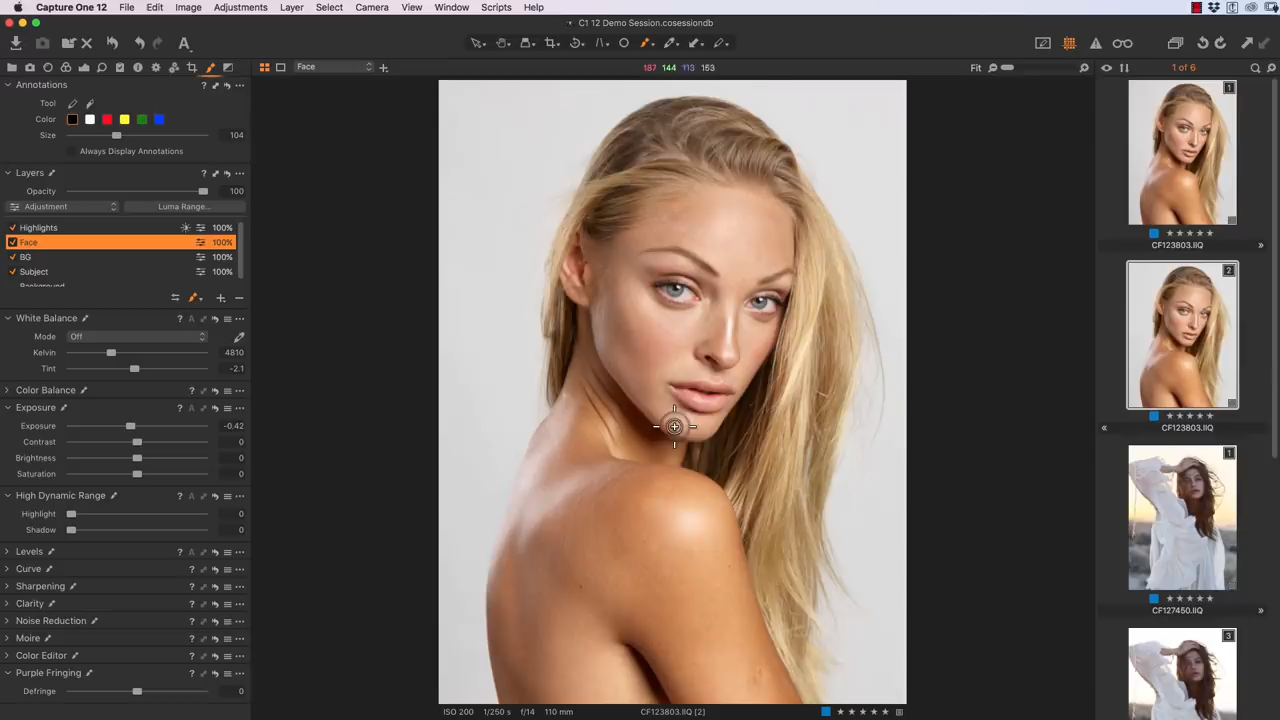 Capture One 12 File Edit Image Adjustments Layer Select Camera View Window Scripts Help
C1 12 Demo Session.cosessiondb
Face
187 144 113 153
Fit
1 of 6
Annotations
Tool
Color
Size 104
Always Display Annotations
Layers
Opacity 100
Adjustment Luma Range...
Highlights 100%
Face 100%
BG 100%
Subject 100%
Background
White Balance
Mode Off
Kelvin 4810
Tint -2.1
Color Balance
Exposure
Exposure -0.42
Contrast 0
Brightness 0
Saturation 0
High Dynamic Range
Highlight 0
Shadow 0
Levels
Curve
Sharpening
Clarity
Noise Reduction
Moire
Color Editor
Purple Fringing
Defringe 0
ISO 200 1/250 s f/14 110 mm CF123803.IIQ [2]
1
CF123803.IIQ
2
CF123803.IIQ
1
CF127450.IIQ
3